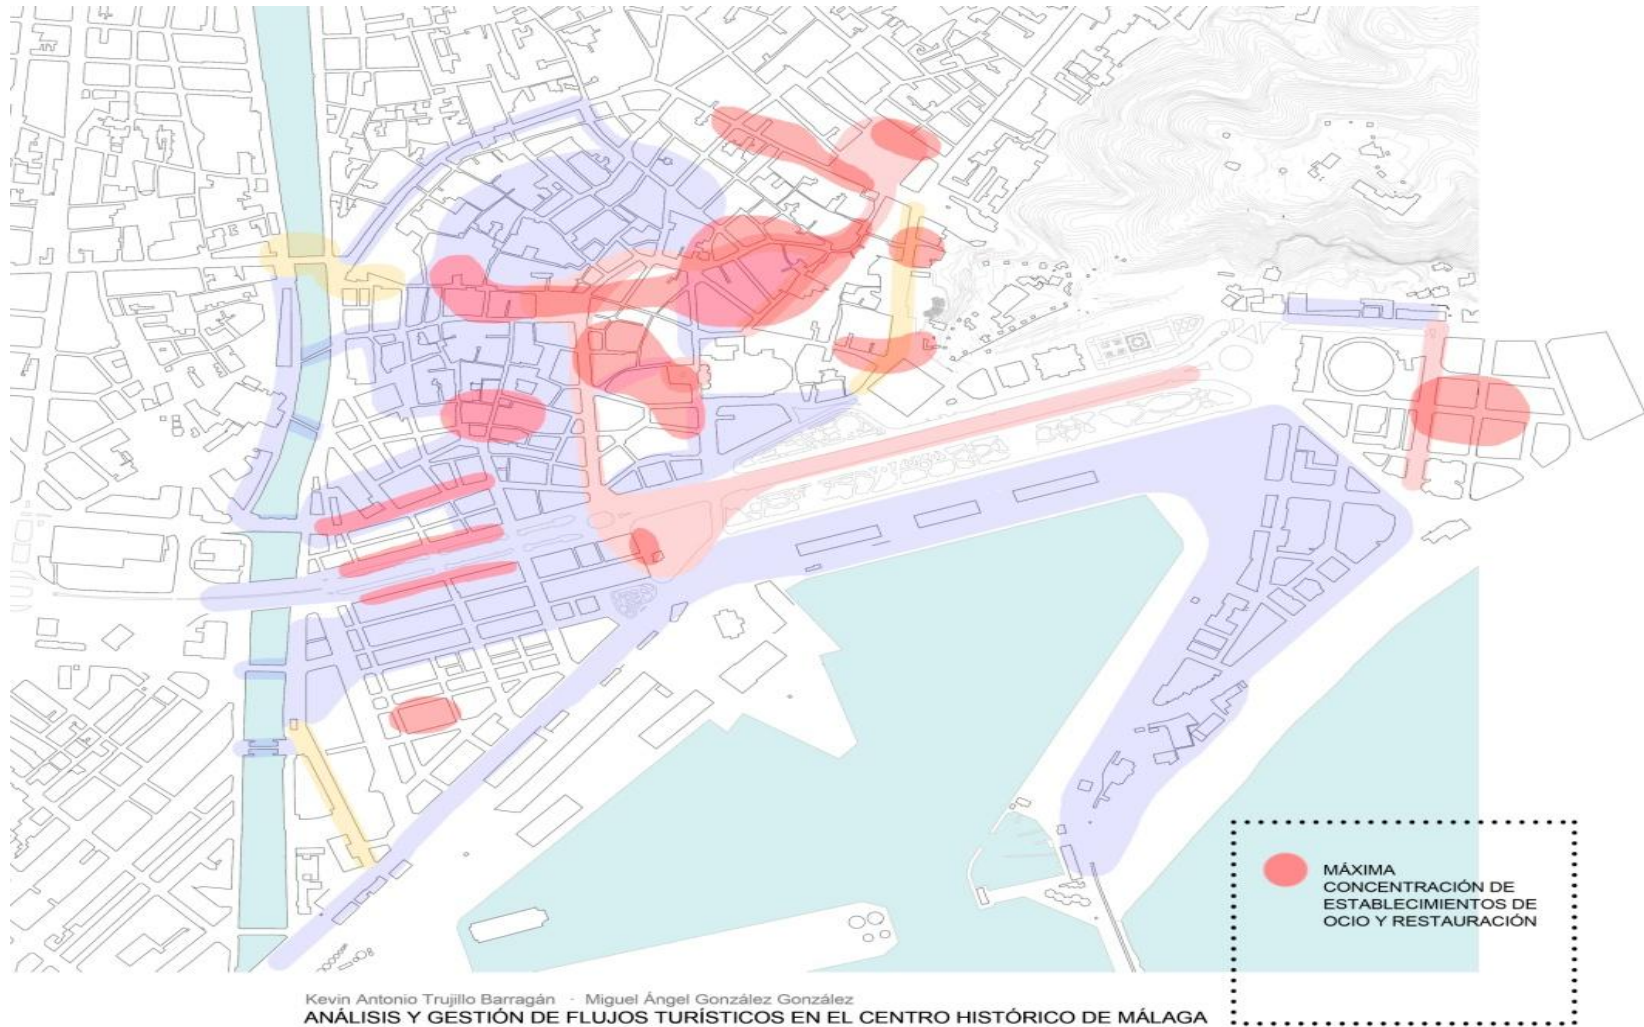 MÁXIMA
CONCENTRACIÓN DE
ESTABLECIMIENTOS DE
OCIO Y RESTAURACIÓN
Kevin Antonio Trujillo Barragán · Miguel Ángel González González
ANÁLISIS Y GESTIÓN DE FLUJOS TURÍSTICOS EN EL CENTRO HISTÓRICO DE MÁLAGA